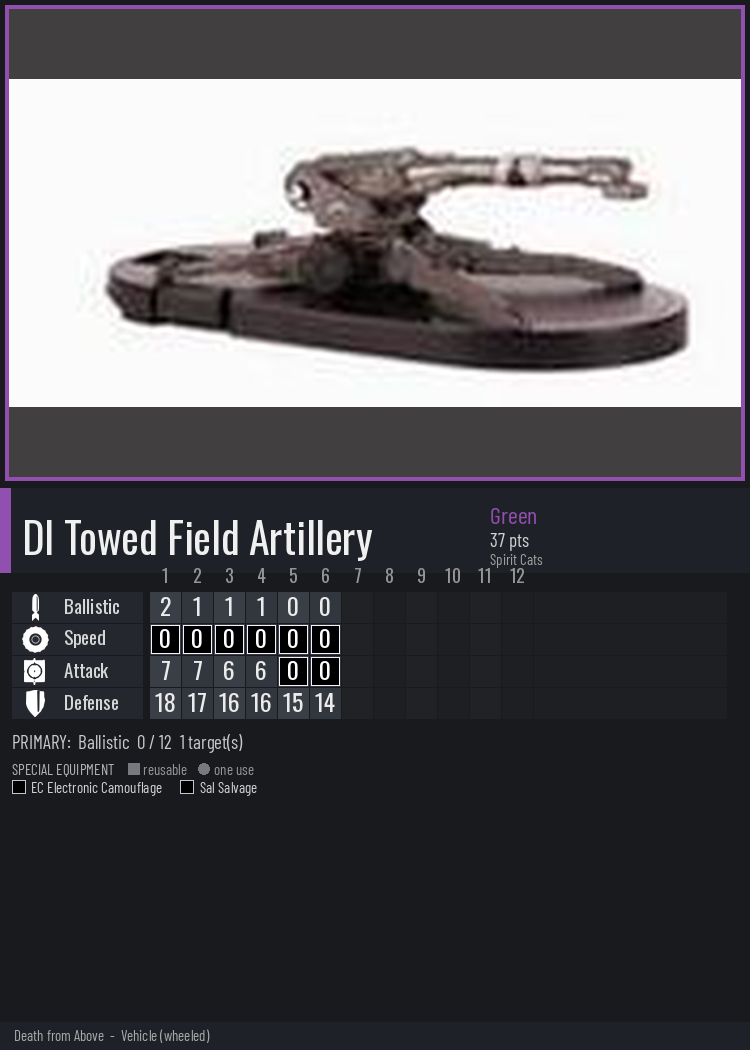 DI Towed Field Artillery
Green
37 pts
Spirit Cats
1 2 3 4 5 6 7 8 9 10 11 12
Ballistic 2 1 1 1 0 0
Speed 0 0 0 0 0 0
Attack 7 7 6 6 0 0
Defense 18 17 16 16 15 14
PRIMARY: Ballistic 0 / 12 1 target(s)
SPECIAL EQUIPMENT reusable one use
EC Electronic Camouflage Sal Salvage
Death from Above - Vehicle (wheeled)